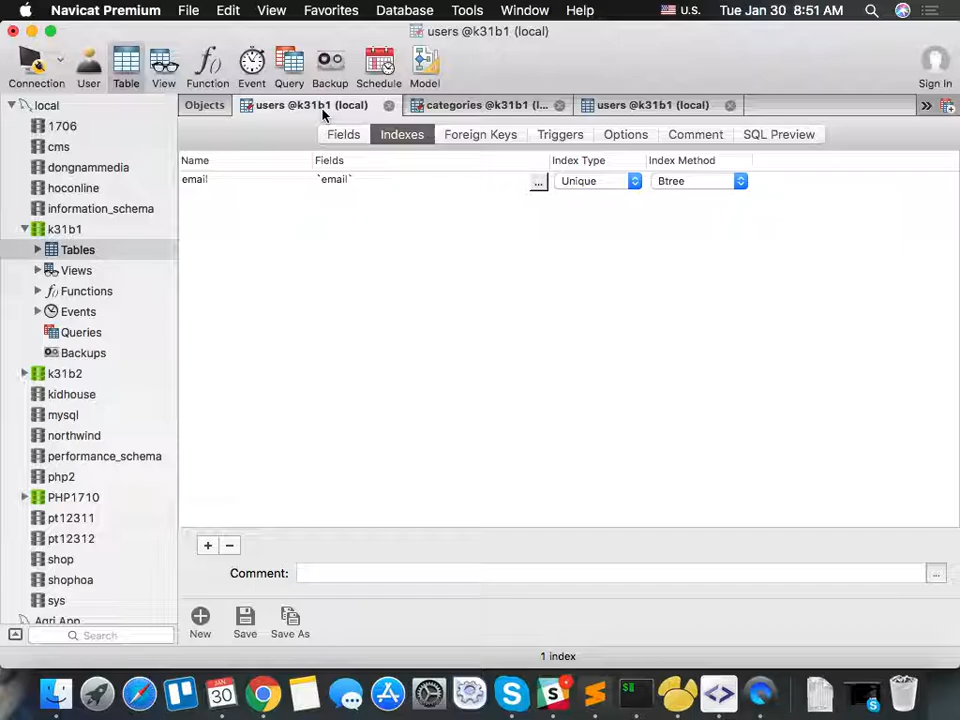 Navicat Premium File Edit View Favorites Database Tools Window Help U.S. Tue Jan 30 8:51 AM
users @k31b1 (local)
Connection User Table View Function Event Query Backup Schedule Model Sign In
Objects users @k31b1 (local) categories @k31b1 (l... users @k31b1 (local)
Fields Indexes Foreign Keys Triggers Options Comment SQL Preview
Name Fields Index Type Index Method
email `email` ... Unique Btree
local
1706
cms
dongnammedia
hoconline
information_schema
k31b1
Tables
Views
Functions
Events
Queries
Backups
k31b2
kidhouse
mysql
northwind
performance_schema
php2
PHP1710
pt12311
pt12312
shop
shophoa
sys
Agri App
Search
+ −
Comment: ...
New Save Save As
1 index